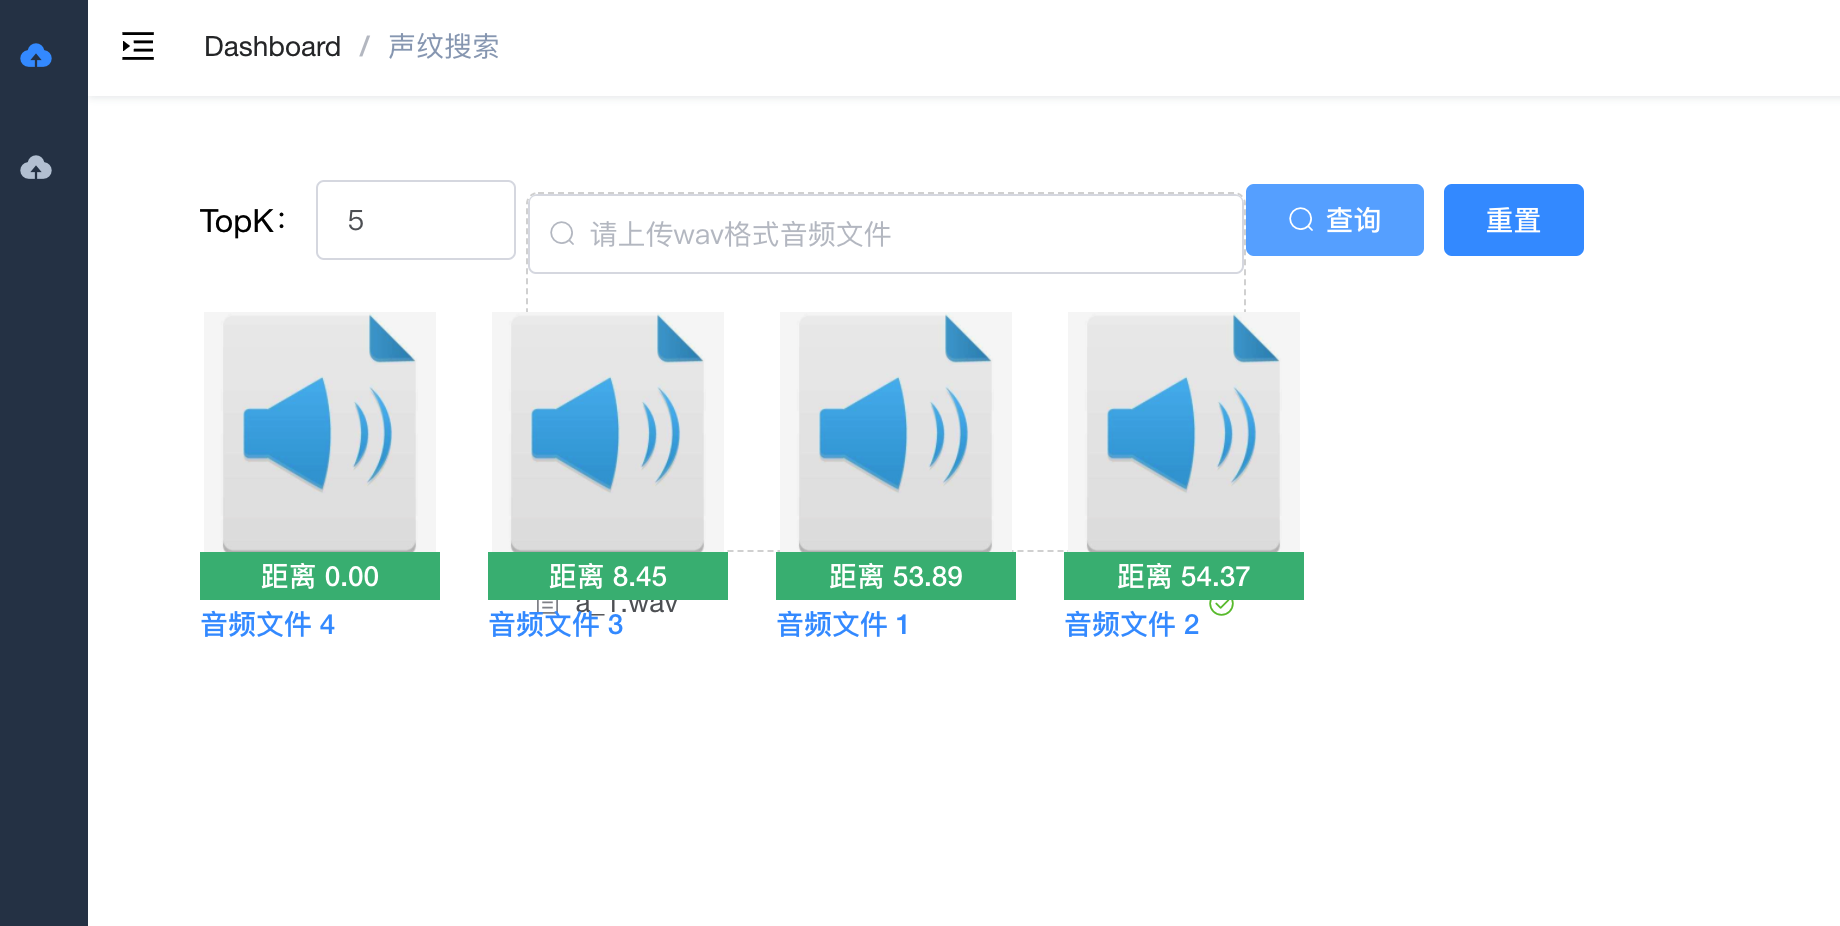 Dashboard / 声纹搜索
TopK：
5
请上传wav格式音频文件
查询
重置
距离 0.00
距离 8.45
距离 53.89
距离 54.37
a_1.wav
音频文件 4
音频文件 3
音频文件 1
音频文件 2